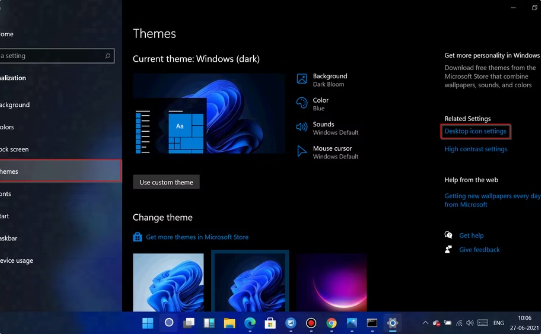 ome
Themes
a setting
Current theme: Windows (dark)
Get more personality in Windows
Download free themes from the
Microsoft Store that combine
wallpapers, sounds, and colors
alization
Background
Dark Bloom
ackground
Color
Blue
Related Settings
olors
Sounds
Windows Default
Desktop icon settings
ock screen
Mouse cursor
Windows Default
High contrast settings
Aa
hemes
Use custom theme
Help from the web
onts
Getting new wallpapers every day
from Microsoft
tart
Change theme
askbar
Get more themes in Microsoft Store
Get help
Give feedback
evice usage
ENG
10:06
27-06-2021